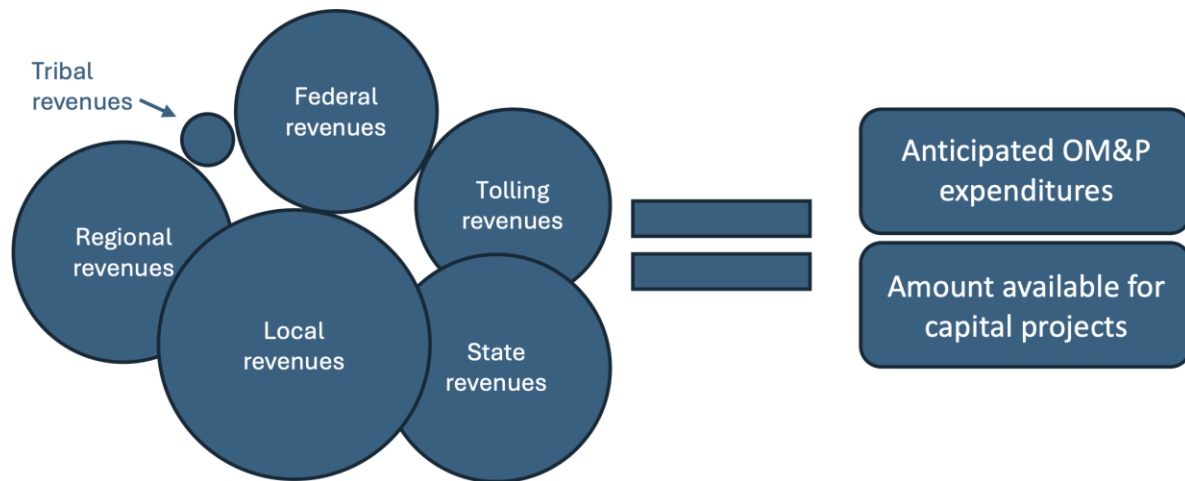 Tribal
revenues
Federal
revenues
Tolling
revenues
Regional
revenues
Local
revenues
State
revenues
Anticipated OM&P
expenditures
Amount available for
capital projects